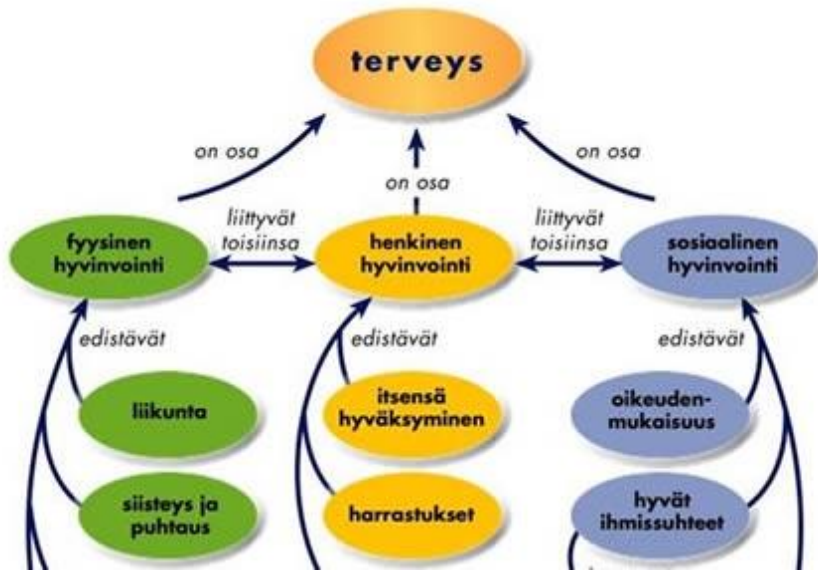 terveys
on osa
on osa
on osa
liittyvät
toisiinsa
liittyvät
toisiinsa
fyysinen
hyvinvointi
henkinen
hyvinvointi
sosiaalinen
hyvinvointi
edistävät
edistävät
edistävät
liikunta
itsensä
hyväksyminen
oikeuden-
mukaisuus
siisteys ja
puhtaus
harrastukset
hyvät
ihmissuhteet